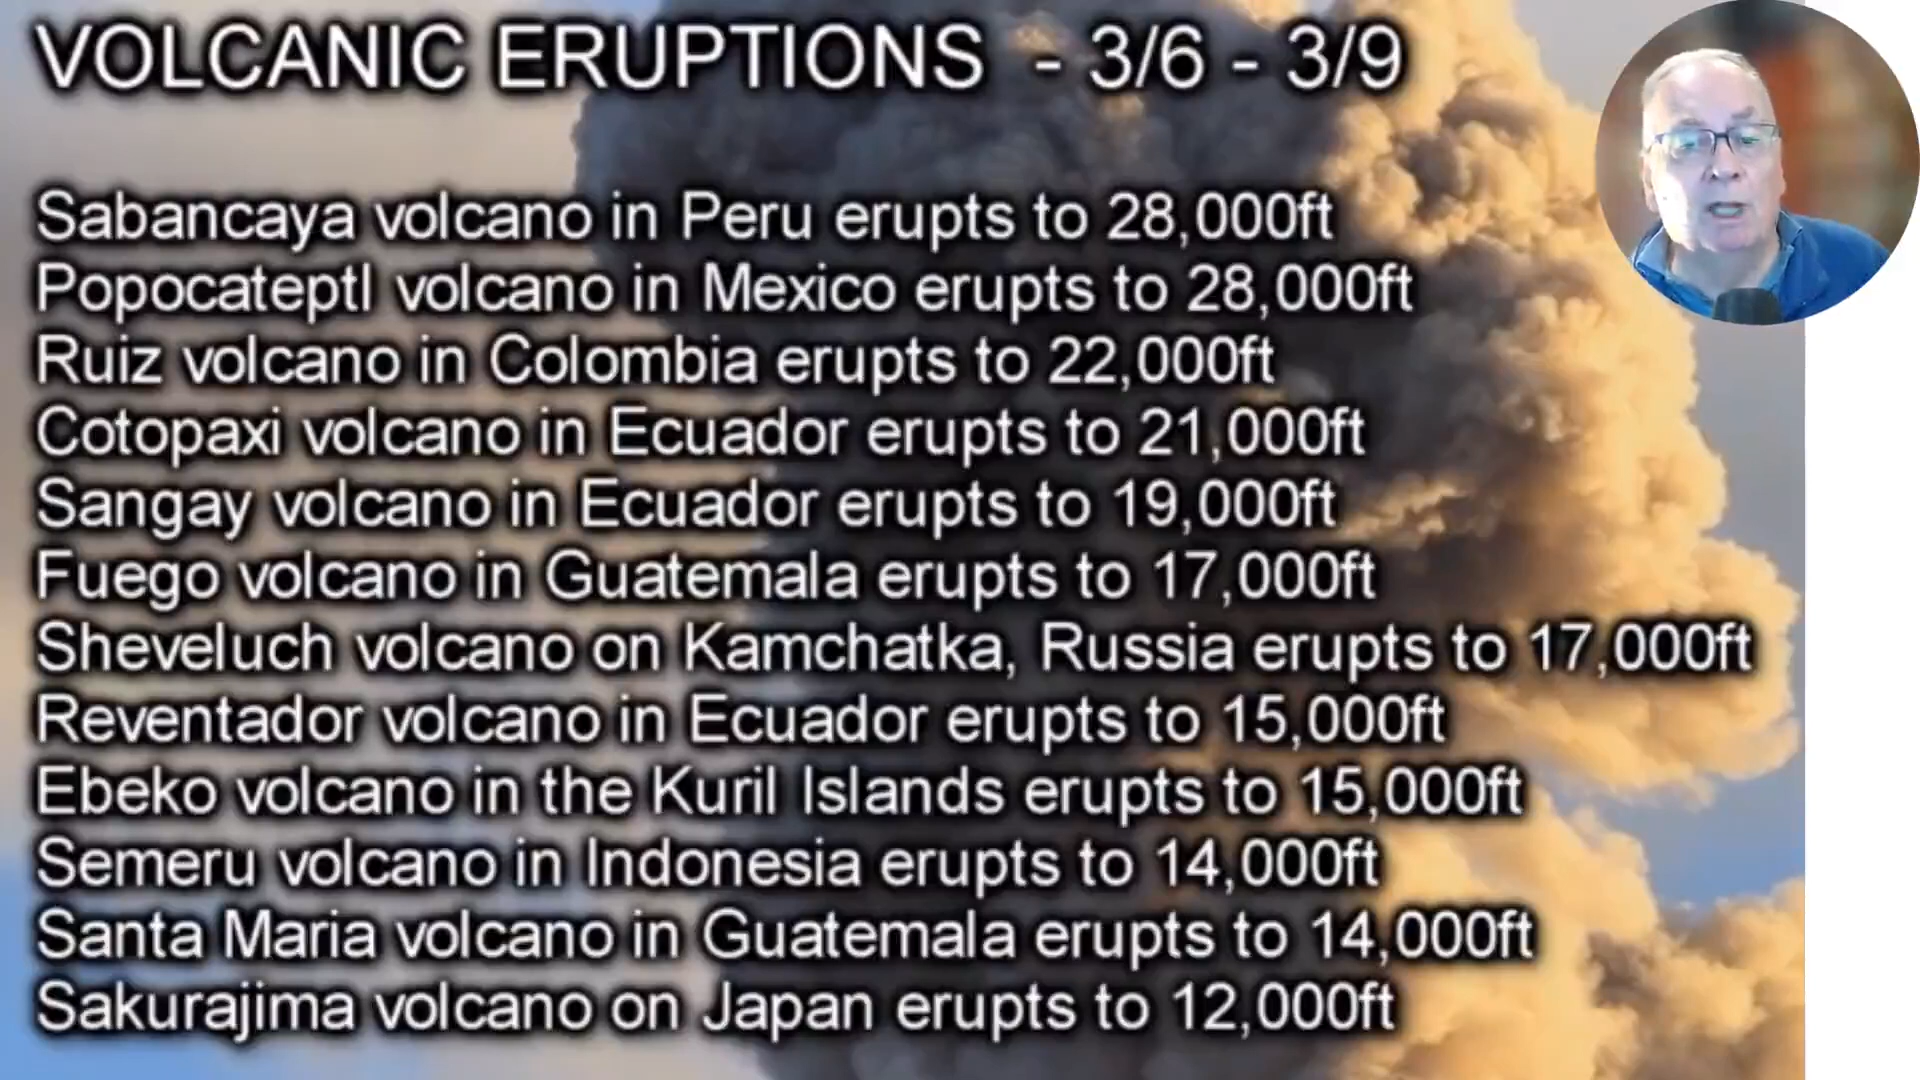 VOLCANIC ERUPTIONS - 3/6 - 3/9
Sabancaya volcano in Peru erupts to 28,000ft
Popocateptl volcano in Mexico erupts to 28,000ft
Ruiz volcano in Colombia erupts to 22,000ft
Cotopaxi volcano in Ecuador erupts to 21,000ft
Sangay volcano in Ecuador erupts to 19,000ft
Fuego volcano in Guatemala erupts to 17,000ft
Sheveluch volcano on Kamchatka, Russia erupts to 17,000ft
Reventador volcano in Ecuador erupts to 15,000ft
Ebeko volcano in the Kuril Islands erupts to 15,000ft
Semeru volcano in Indonesia erupts to 14,000ft
Santa Maria volcano in Guatemala erupts to 14,000ft
Sakurajima volcano on Japan erupts to 12,000ft